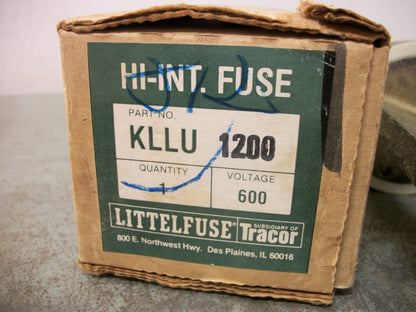 HI-INT. FUSE
OK
PART NO.
KLLU 1200
QUANTITY VOLTAGE
1 600
LITTELFUSE® SUBSIDIARY OF Tracor
800 E. Northwest Hwy. Des Plaines, IL 60016